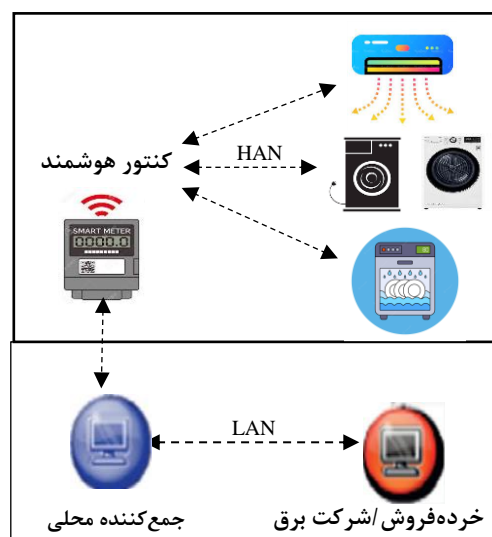 کنتور هوشمند
HAN
SMART METER
0000.0
LAN
جمع‌کننده محلی
خرده‌فروش/شرکت برق